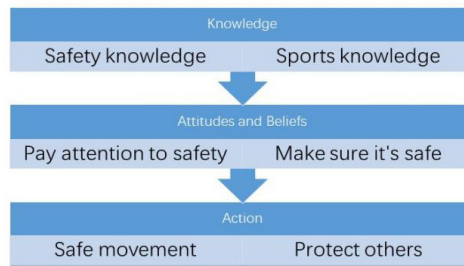 Knowledge
Safety knowledge Sports knowledge
Attitudes and Beliefs
Pay attention to safety Make sure it's safe
Action
Safe movement Protect others